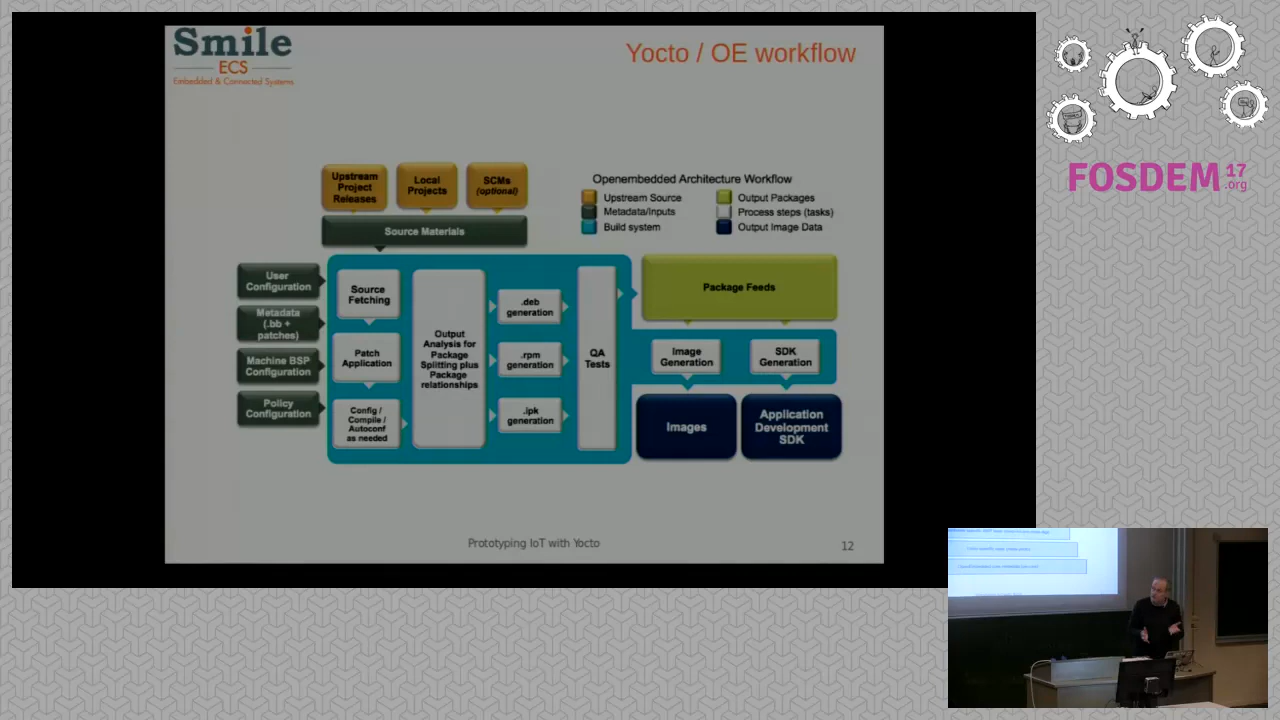 Smile
ECS
Embedded & Connected Systems
Yocto / OE workflow
Upstream
Project
Releases
Local
Projects
SCMs
(optional)
Source Materials
Openembedded Architecture Workflow
Upstream Source
Metadata/Inputs
Build system
Output Packages
Process steps (tasks)
Output Image Data
User
Configuration
Metadata
(.bb +
patches)
Machine BSP
Configuration
Policy
Configuration
Source
Fetching
Patch
Application
Config /
Compile /
Autoconf
as needed
Output
Analysis for
Package
Splitting plus
Package
relationships
.deb
generation
.rpm
generation
.ipk
generation
QA
Tests
Package Feeds
Image
Generation
SDK
Generation
Images
Application
Development
SDK
Prototyping IoT with Yocto
12
FOSDEM 17
.org